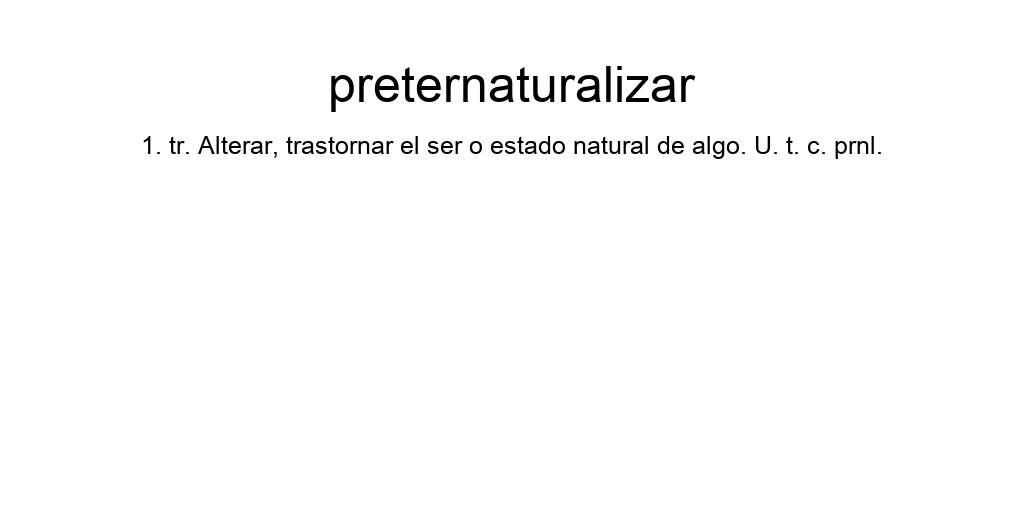 preternaturalizar
1. tr. Alterar, trastornar el ser o estado natural de algo. U. t. c. prnl.